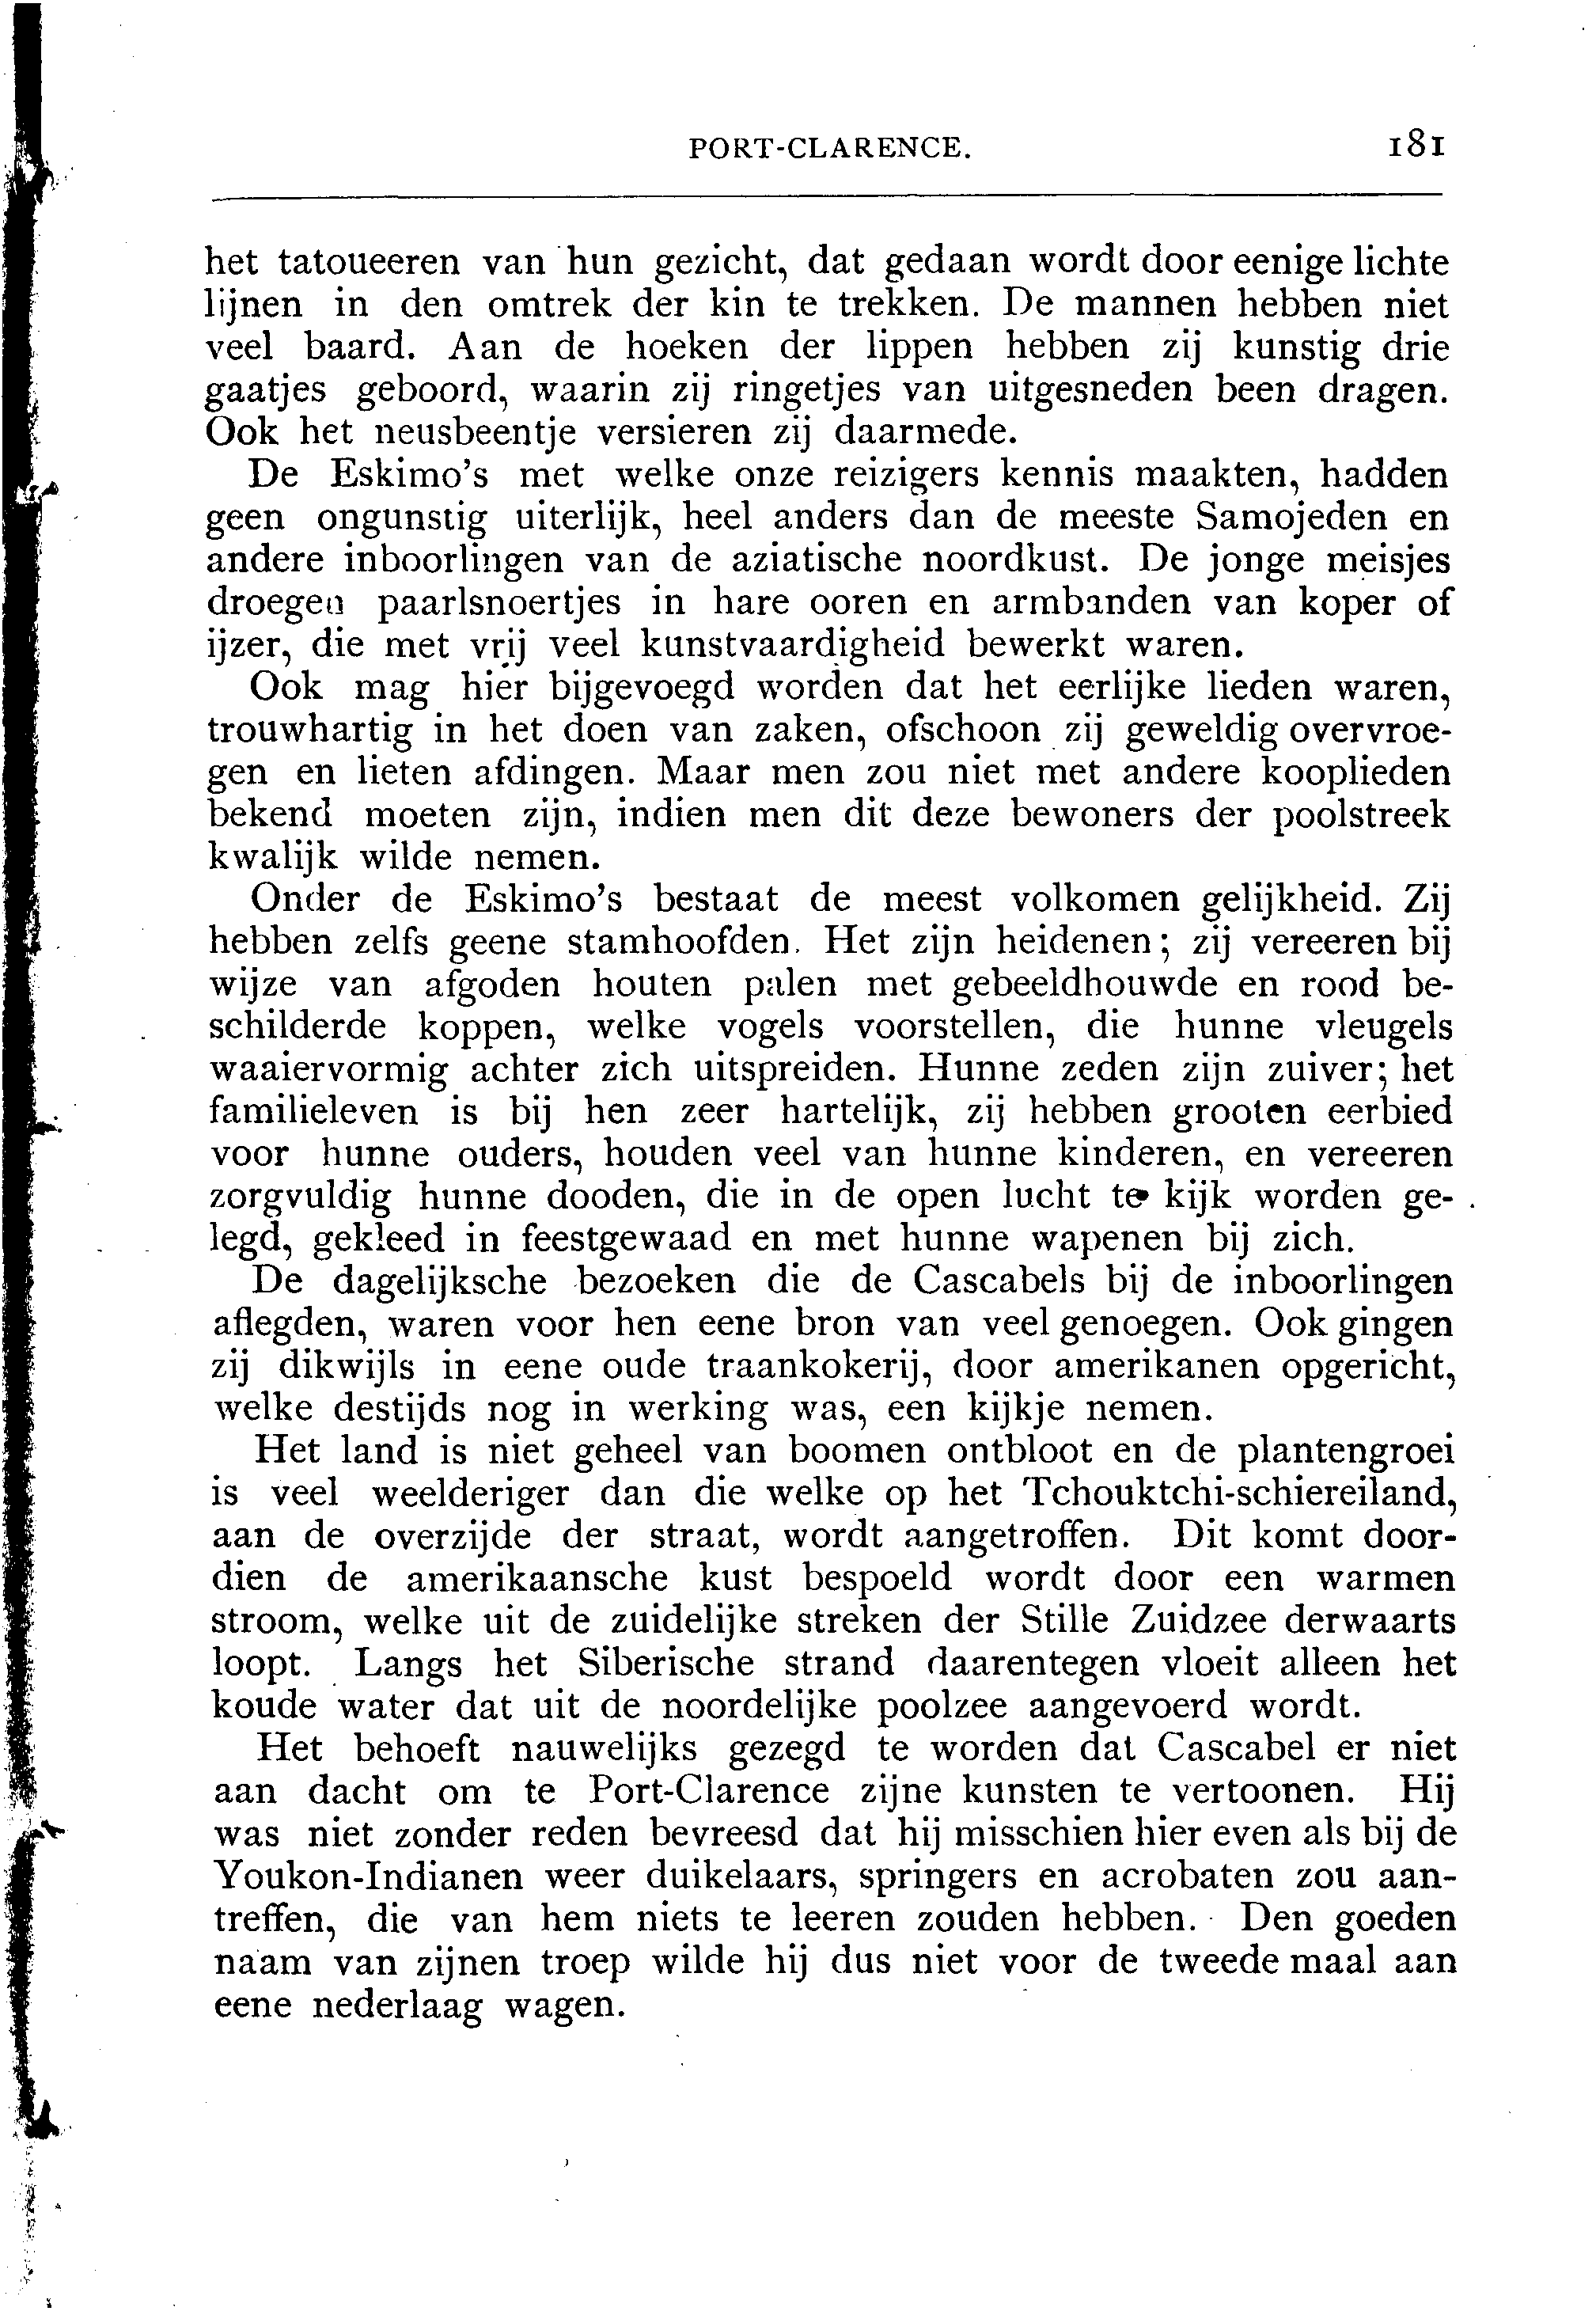 PORT-CLARENCE. 181
het tatoueeren van hun gezicht, dat gedaan wordt door eenige lichte
lijnen in den omtrek der kin te trekken. De mannen hebben niet
veel baard. Aan de hoeken der lippen hebben zij kunstig drie
gaatjes geboord, waarin zij ringetjes van uitgesneden been dragen.
Ook het neusbeentje versieren zij daarmede.
De Eskimo's met welke onze reizigers kennis maakten, hadden
geen ongunstig uiterlijk, heel anders dan de meeste Samojeden en
andere inboorlingen van de aziatische noordkust. De jonge meisjes
droegen paarlsnoertjes in hare ooren en armbanden van koper of
ijzer, die met vrij veel kunstvaardigheid bewerkt waren.
Ook mag hier bijgevoegd worden dat het eerlijke lieden waren,
trouwhartig in het doen van zaken, ofschoon zij geweldig overvroe-
gen en lieten afdingen. Maar men zou niet met andere kooplieden
bekend moeten zijn, indien men dit deze bewoners der poolstreek
kwalijk wilde nemen.
Onder de Eskimo's bestaat de meest volkomen gelijkheid. Zij
hebben zelfs geene stamhoofden. Het zijn heidenen; zij vereeren bij
wijze van afgoden houten palen met gebeeldhouwde en rood be-
schilderde koppen, welke vogels voorstellen, die hunne vleugels
waaiervormig achter zich uitspreiden. Hunne zeden zijn zuiver; het
familieleven is bij hen zeer hartelijk, zij hebben grooten eerbied
voor hunne ouders, houden veel van hunne kinderen, en vereeren
zorgvuldig hunne dooden, die in de open lucht te kijk worden ge-
legd, gekleed in feestgewaad en met hunne wapenen bij zich.
De dagelijksche bezoeken die de Cascabels bij de inboorlingen
aflegden, waren voor hen eene bron van veel genoegen. Ook gingen
zij dikwijls in eene oude traankokerij, door amerikanen opgericht,
welke destijds nog in werking was, een kijkje nemen.
Het land is niet geheel van boomen ontbloot en de plantengroei
is veel weelderiger dan die welke op het Tchouktchi-schiereiland,
aan de overzijde der straat, wordt aangetroffen. Dit komt door-
dien de amerikaansche kust bespoeld wordt door een warmen
stroom, welke uit de zuidelijke streken der Stille Zuidzee derwaarts
loopt. Langs het Siberische strand daarentegen vloeit alleen het
koude water dat uit de noordelijke poolzee aangevoerd wordt.
Het behoeft nauwelijks gezegd te worden dat Cascabel er niet
aan dacht om te Port-Clarence zijne kunsten te vertoonen. Hij
was niet zonder reden bevreesd dat hij misschien hier even als bij de
Youkon-Indianen weer duikelaars, springers en acrobaten zou aan-
treffen, die van hem niets te leeren zouden hebben. Den goeden
naam van zijnen troep wilde hij dus niet voor de tweede maal aan
eene nederlaag wagen.